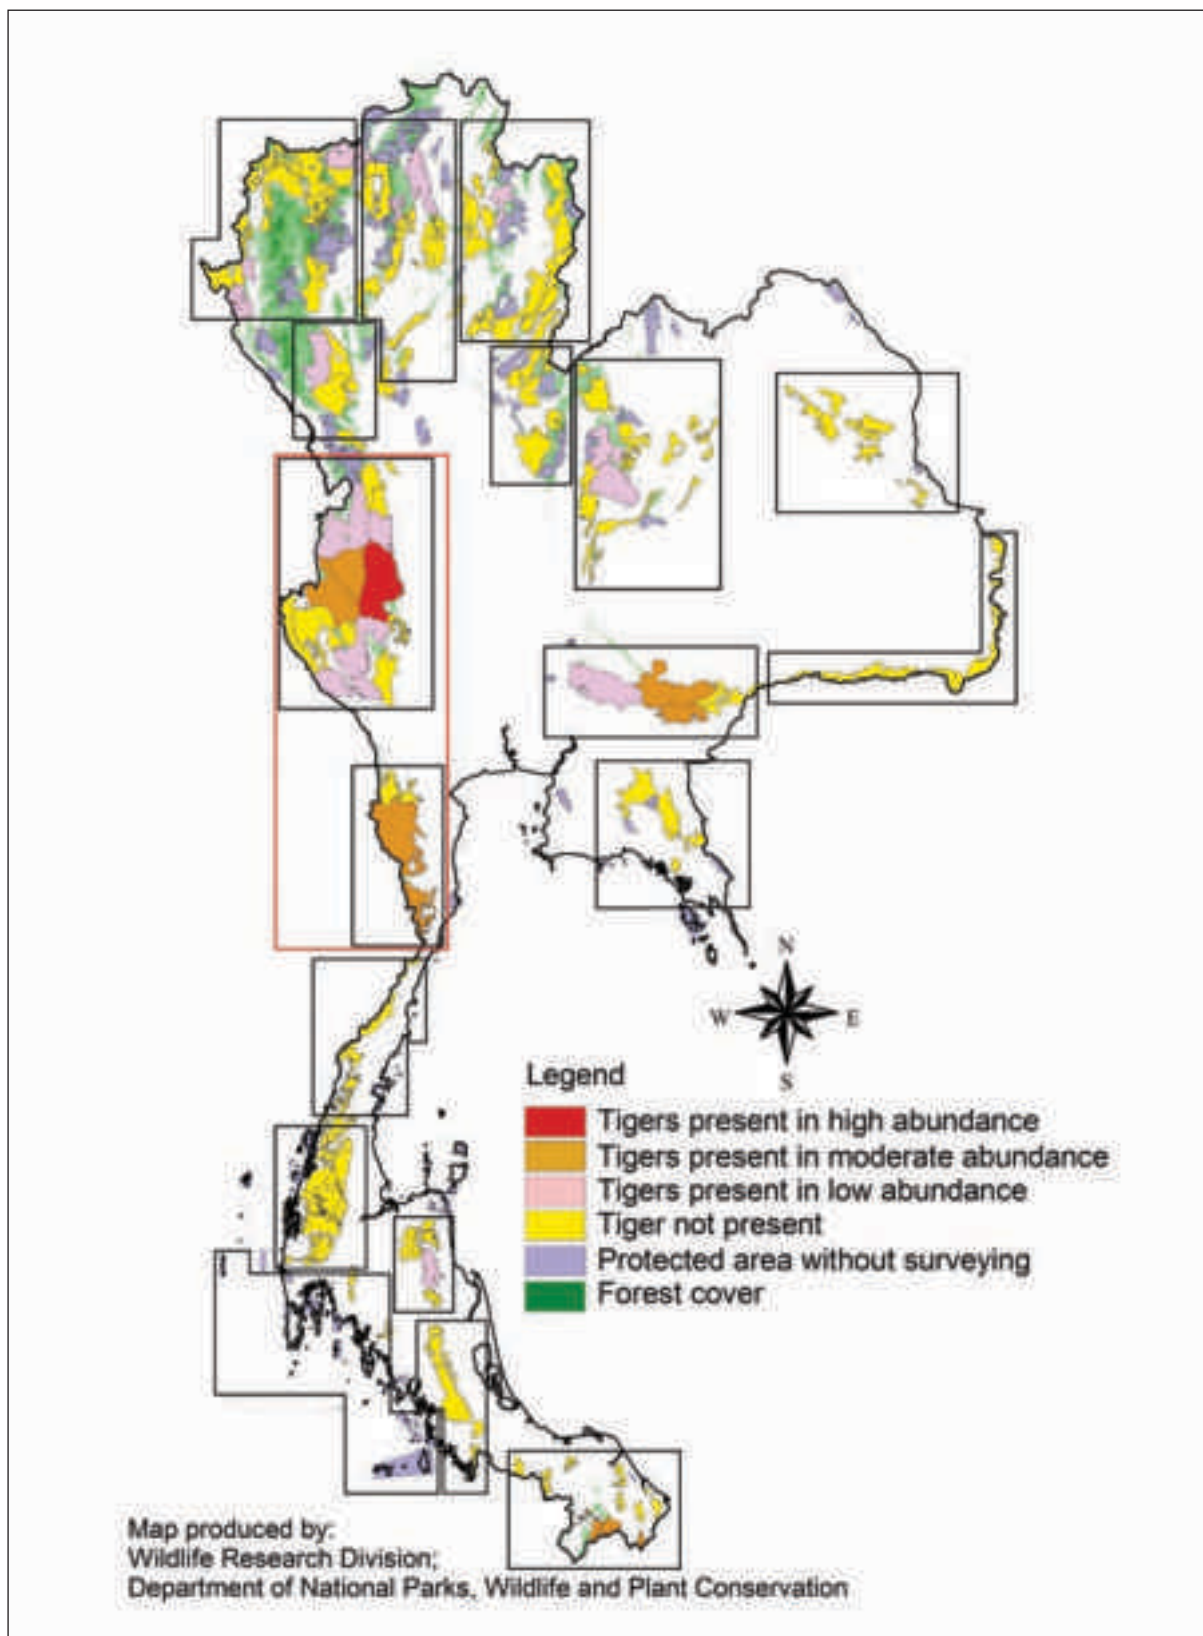 N
W
E
S
Legend
Tigers present in high abundance
Tigers present in moderate abundance
Tigers present in low abundance
Tiger not present
Protected area without surveying
Forest cover
Map produced by:
Wildlife Research Division;
Department of National Parks, Wildlife and Plant Conservation